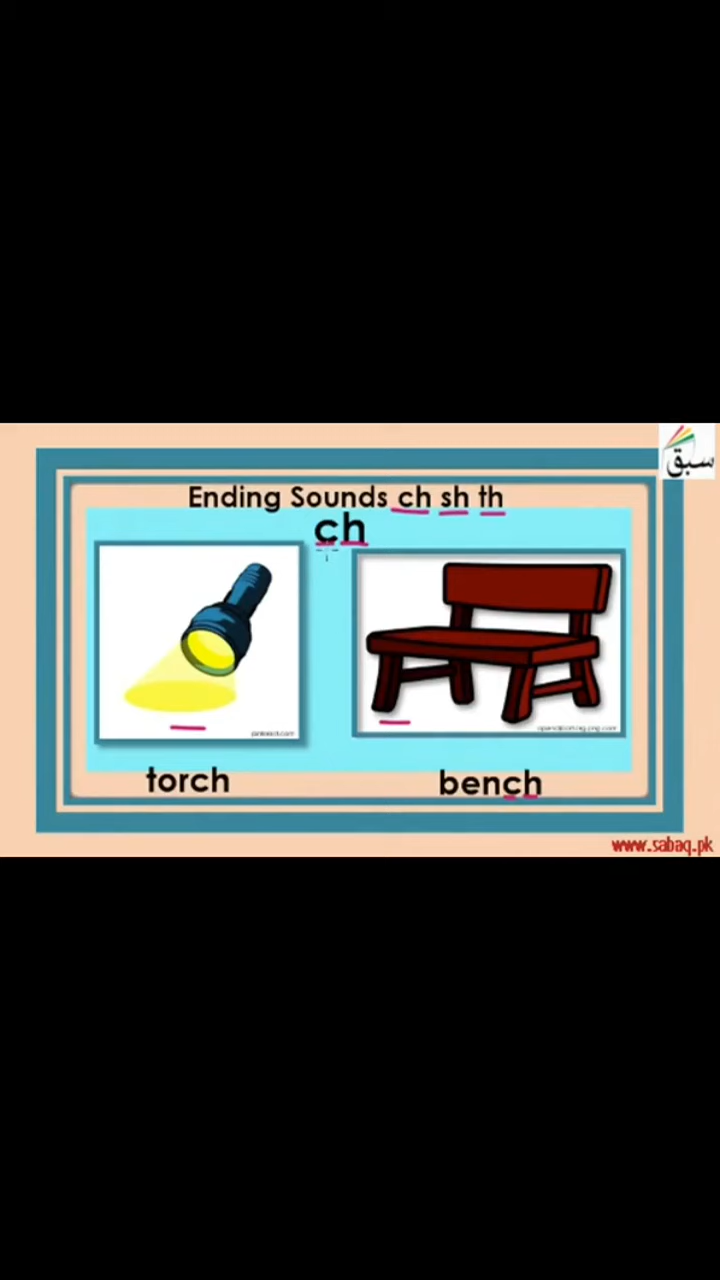 سبق
Ending Sounds ch sh th
ch
torch
bench
www.sabaq.pk